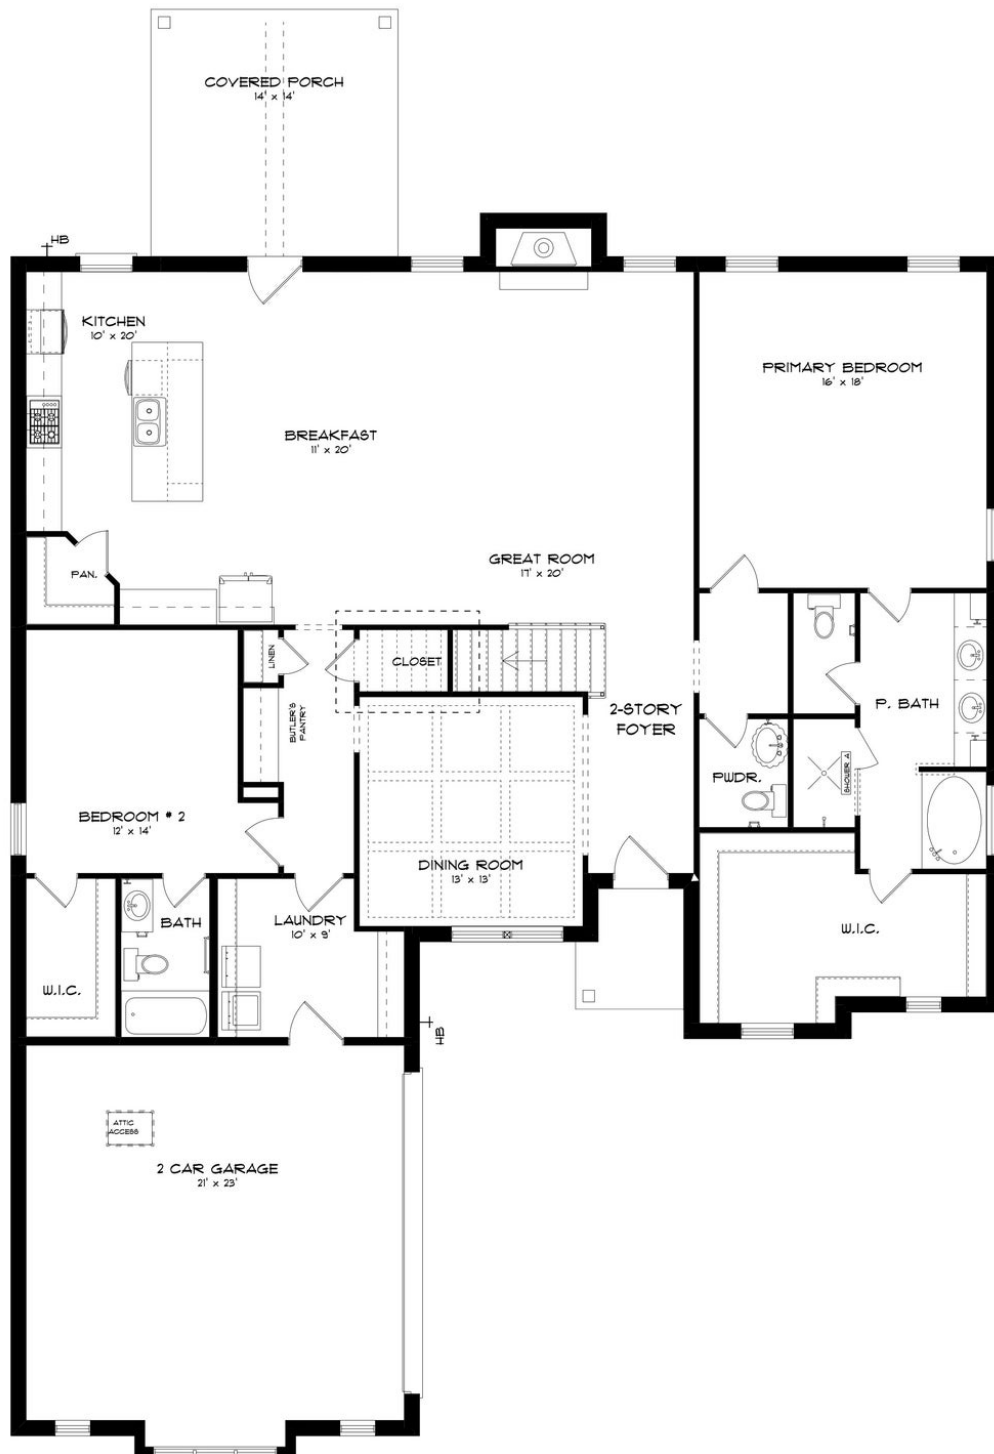 COVERED PORCH
14' x 14'
HB
KITCHEN
10' x 20'
PRIMARY BEDROOM
16' x 18'
BREAKFAST
11' x 20'
GREAT ROOM
17' x 20'
PAN.
LINEN
CLOSET
BUTLER'S
PANTRY
2-STORY
FOYER
P. BATH
PWDR.
SHOWER A
BEDROOM # 2
12' x 14'
DINING ROOM
13' x 13'
BATH
LAUNDRY
10' x 9'
W.I.C.
W.I.C.
HB
ATTIC
ACCESS
2 CAR GARAGE
21' x 23'